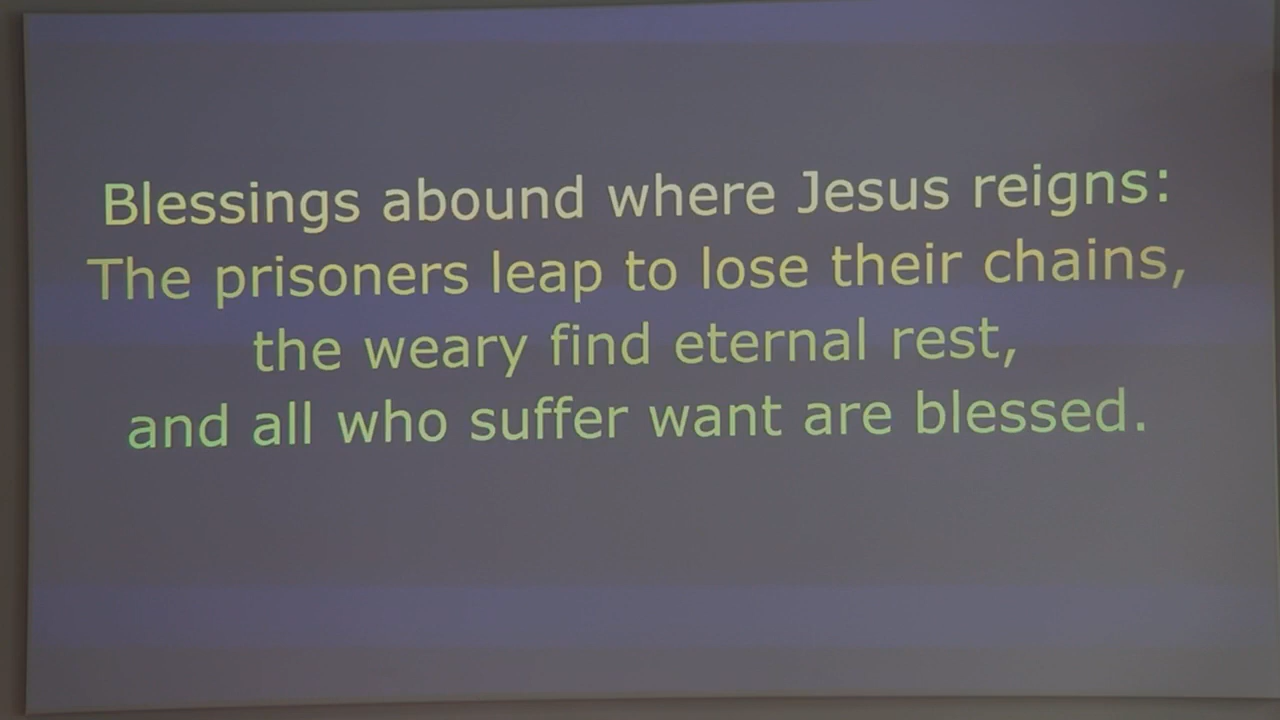 Blessings abound where Jesus reigns:
The prisoners leap to lose their chains,
the weary find eternal rest,
and all who suffer want are blessed.